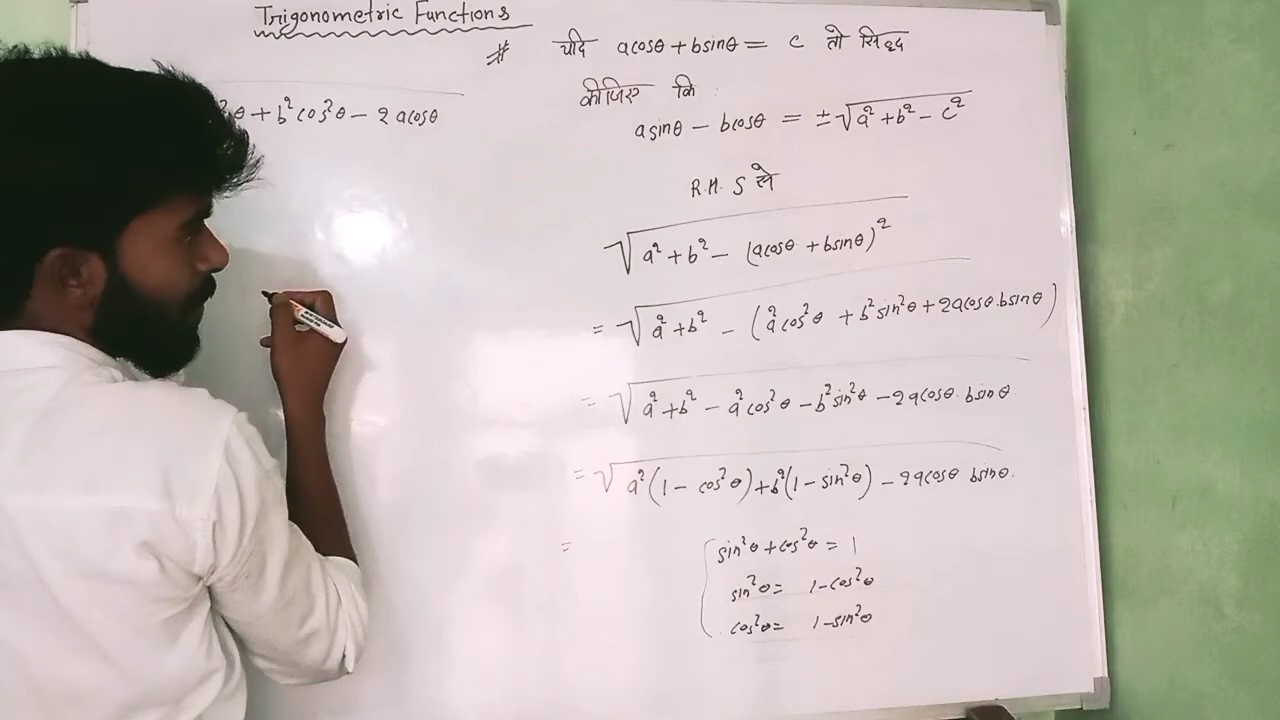 Trigonometric Functions
# यदि acosθ + bsinθ = c तो सिद्ध
कीजिए कि
asinθ - bcosθ = ±√a² + b² - c²
R.H.S से
√a² + b² - (acosθ + bsinθ)²
= √a² + b² - (a²cos²θ + b²sin²θ + 2acosθ.bsinθ)
= √a² + b² - a²cos²θ - b²sin²θ - 2acosθ.bsinθ
= √a²(1 - cos²θ) + b²(1 - sin²θ) - 2acosθ bsinθ.
=
sin²θ + cos²θ = 1
sin²θ = 1 - cos²θ
cos²θ = 1 - sin²θ
²θ + b²cos²θ - 2acosθ